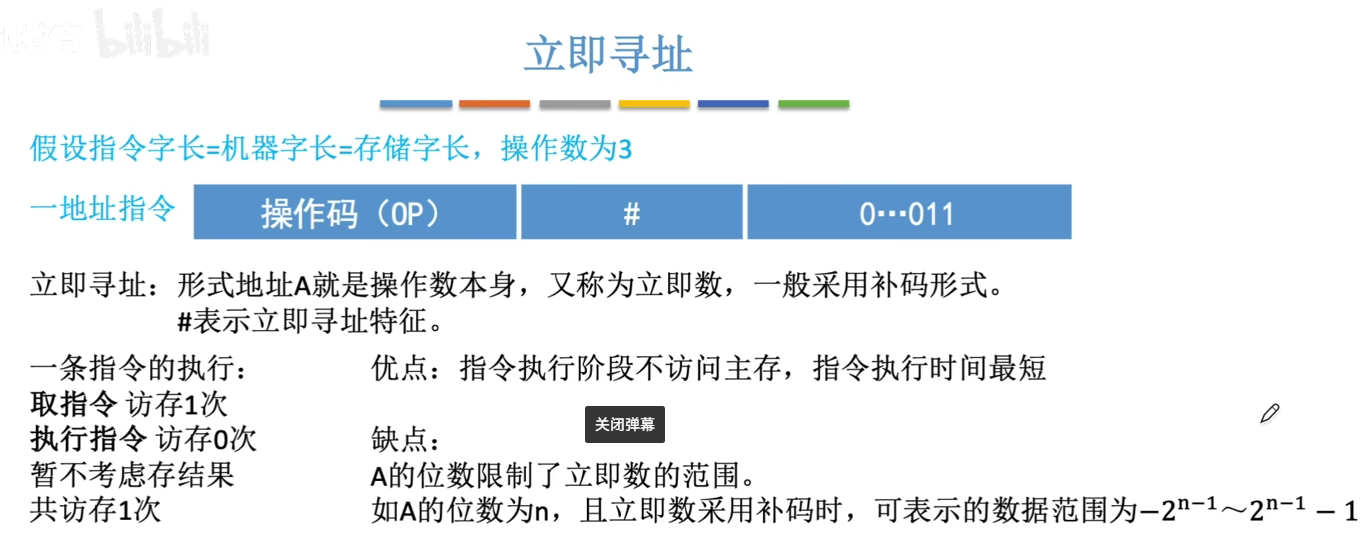 bilibili
立即寻址
假设指令字长=机器字长=存储字长，操作数为3
一地址指令 操作码（OP） # 0…011
立即寻址：形式地址A就是操作数本身，又称为立即数，一般采用补码形式。
#表示立即寻址特征。
一条指令的执行： 优点：指令执行阶段不访问主存，指令执行时间最短
取指令 访存1次
关闭弹幕
执行指令 访存0次 缺点：
暂不考虑存结果 A的位数限制了立即数的范围。
共访存1次 如A的位数为n，且立即数采用补码时，可表示的数据范围为−2ⁿ⁻¹～2ⁿ⁻¹ − 1